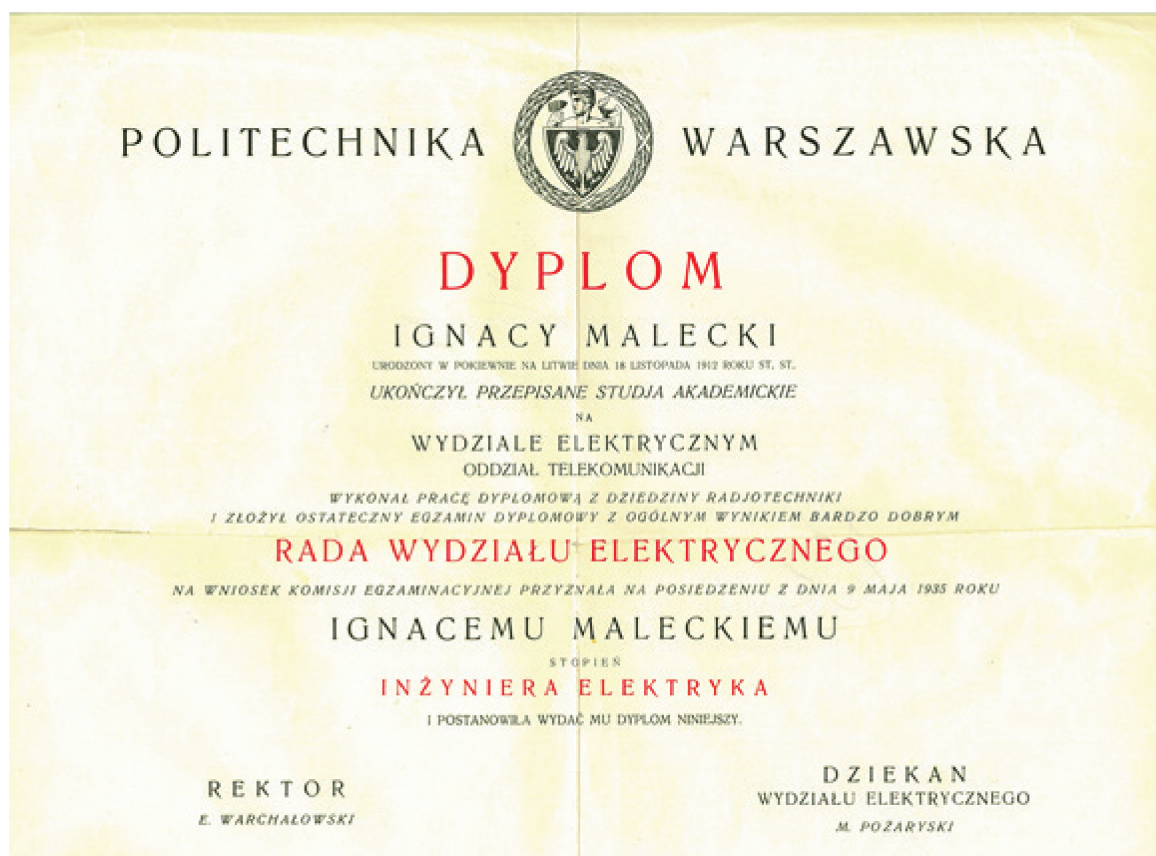 POLITECHNIKA WARSZAWSKA
DYPLOM
IGNACY MALECKI
URODZONY W POKIEWNIE NA LITWIE DNIA 18 LISTOPADA 1912 ROKU ST. ST.
UKOŃCZYŁ PRZEPISANE STUDJA AKADEMICKIE
NA
WYDZIALE ELEKTRYCZNYM
ODDZIAŁ TELEKOMUNIKACJI
WYKONAŁ PRACĘ DYPLOMOWĄ Z DZIEDZINY RADJOTECHNIKI
I ZŁOŻYŁ OSTATECZNY EGZAMIN DYPLOMOWY Z OGÓLNYM WYNIKIEM BARDZO DOBRYM
RADA WYDZIAŁU ELEKTRYCZNEGO
NA WNIOSEK KOMISJI EGZAMINACYJNEJ PRZYZNAŁA NA POSIEDZENIU Z DNIA 9 MAJA 1935 ROKU
IGNACEMU MALECKIEMU
STOPIEŃ
INŻYNIERA ELEKTRYKA
I POSTANOWIŁA WYDAĆ MU DYPLOM NINIEJSZY.
REKTOR
E. WARCHAŁOWSKI
DZIEKAN
WYDZIAŁU ELEKTRYCZNEGO
M. POŻARYSKI